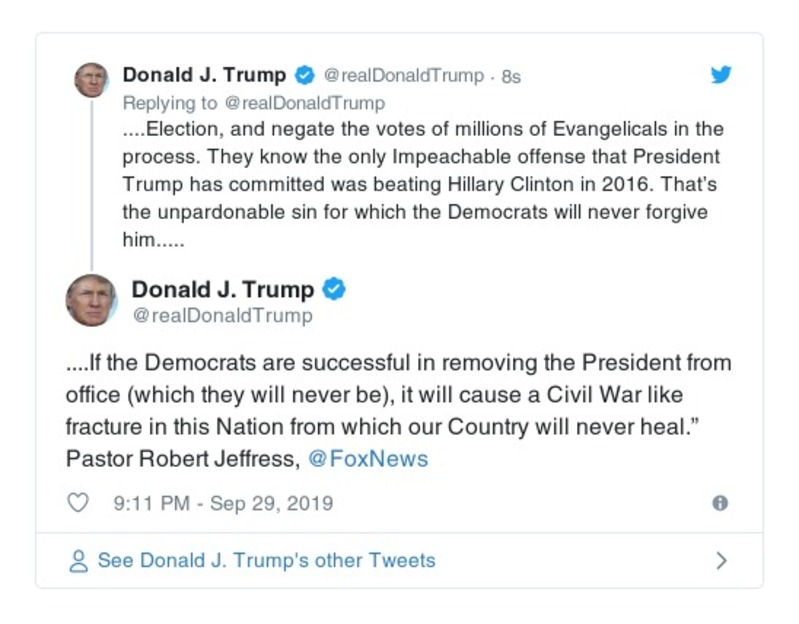 Donald J. Trump @realDonaldTrump · 8s
Replying to @realDonaldTrump
....Election, and negate the votes of millions of Evangelicals in the
process. They know the only Impeachable offense that President
Trump has committed was beating Hillary Clinton in 2016. That’s
the unpardonable sin for which the Democrats will never forgive
him.....
Donald J. Trump
@realDonaldTrump
....If the Democrats are successful in removing the President from
office (which they will never be), it will cause a Civil War like
fracture in this Nation from which our Country will never heal.”
Pastor Robert Jeffress, @FoxNews
9:11 PM - Sep 29, 2019
See Donald J. Trump's other Tweets